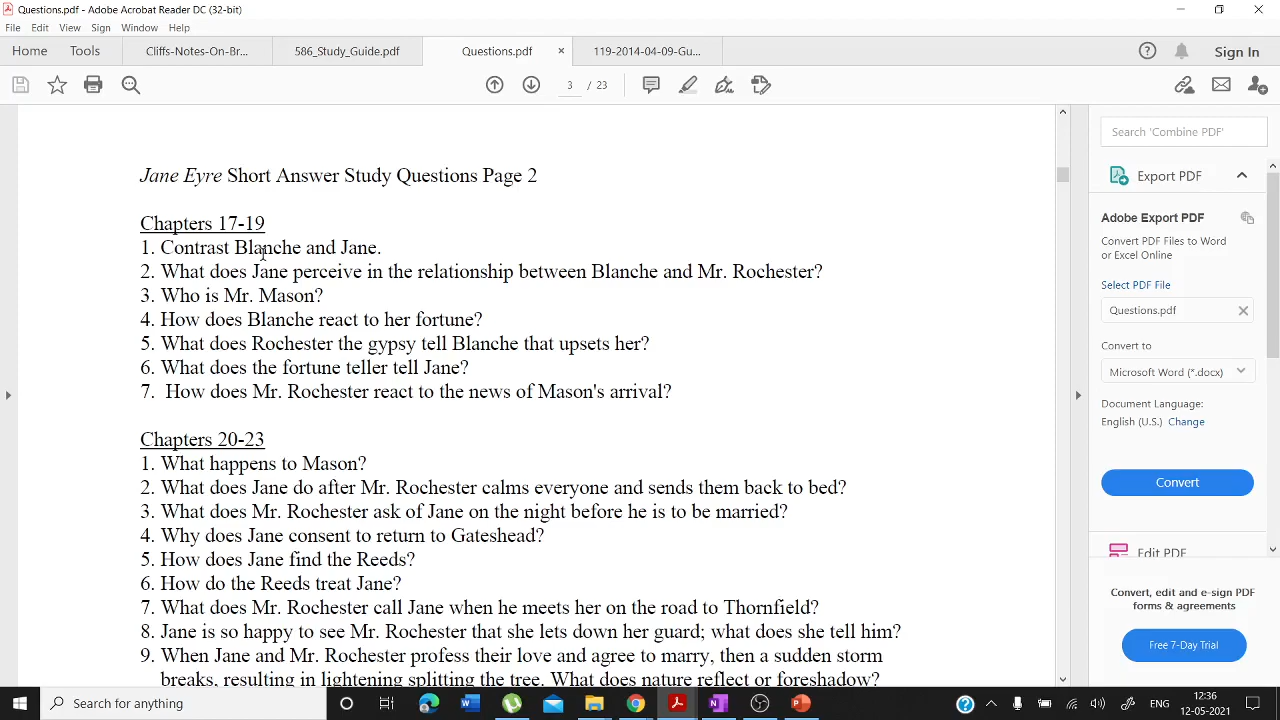 Questions.pdf - Adobe Acrobat Reader DC (32-bit)
File Edit View Sign Window Help
Home Tools Cliffs-Notes-On-Br... 586_Study_Guide.pdf Questions.pdf × 119-2014-04-09-Gu... Sign In
3 / 23
Jane Eyre Short Answer Study Questions Page 2
Chapters 17-19
1. Contrast Blanche and Jane.
2. What does Jane perceive in the relationship between Blanche and Mr. Rochester?
3. Who is Mr. Mason?
4. How does Blanche react to her fortune?
5. What does Rochester the gypsy tell Blanche that upsets her?
6. What does the fortune teller tell Jane?
7. How does Mr. Rochester react to the news of Mason's arrival?
Chapters 20-23
1. What happens to Mason?
2. What does Jane do after Mr. Rochester calms everyone and sends them back to bed?
3. What does Mr. Rochester ask of Jane on the night before he is to be married?
4. Why does Jane consent to return to Gateshead?
5. How does Jane find the Reeds?
6. How do the Reeds treat Jane?
7. What does Mr. Rochester call Jane when he meets her on the road to Thornfield?
8. Jane is so happy to see Mr. Rochester that she lets down her guard; what does she tell him?
9. When Jane and Mr. Rochester profess their love and agree to marry, then a sudden storm
breaks, resulting in lightening splitting the tree. What does nature reflect or foreshadow?
Search 'Combine PDF'
Export PDF
Adobe Export PDF
Convert PDF Files to Word
or Excel Online
Select PDF File
Questions.pdf
Convert to
Microsoft Word (*.docx)
Document Language:
English (U.S.) Change
Convert
Edit PDF
Convert, edit and e-sign PDF
forms & agreements
Free 7-Day Trial
Type here to search
Search for anything
ENG
12:36
12-05-2021